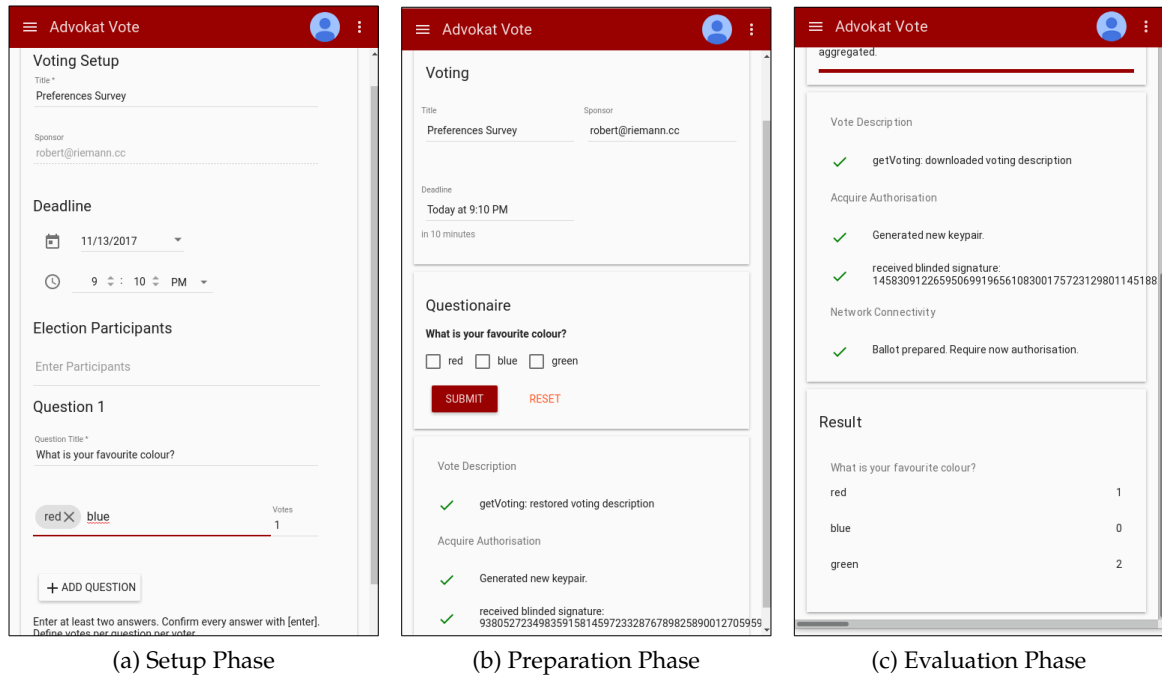 Advokat Vote
Voting Setup
Title *
Preferences Survey
Sponsor
robert@riemann.cc
Deadline
11/13/2017
9 : 10 PM
Election Participants
Enter Participants
Question 1
Question Title *
What is your favourite colour?
Votes
red blue 1
+ ADD QUESTION
Enter at least two answers. Confirm every answer with [enter].
Define votes per question per voter
(a) Setup Phase
Advokat Vote
Voting
Title Sponsor
Preferences Survey robert@riemann.cc
Deadline
Today at 9:10 PM
in 10 minutes
Questionaire
What is your favourite colour?
red blue green
SUBMIT RESET
Vote Description
getVoting: restored voting description
Acquire Authorisation
Generated new keypair.
received blinded signature:
(b) Preparation Phase
Advokat Vote
aggregated.
Vote Description
getVoting: downloaded voting description
Acquire Authorisation
Generated new keypair.
received blinded signature:
Network Connectivity
Ballot prepared. Require now authorisation.
Result
What is your favourite colour?
red 1
blue 0
green 2
(c) Evaluation Phase